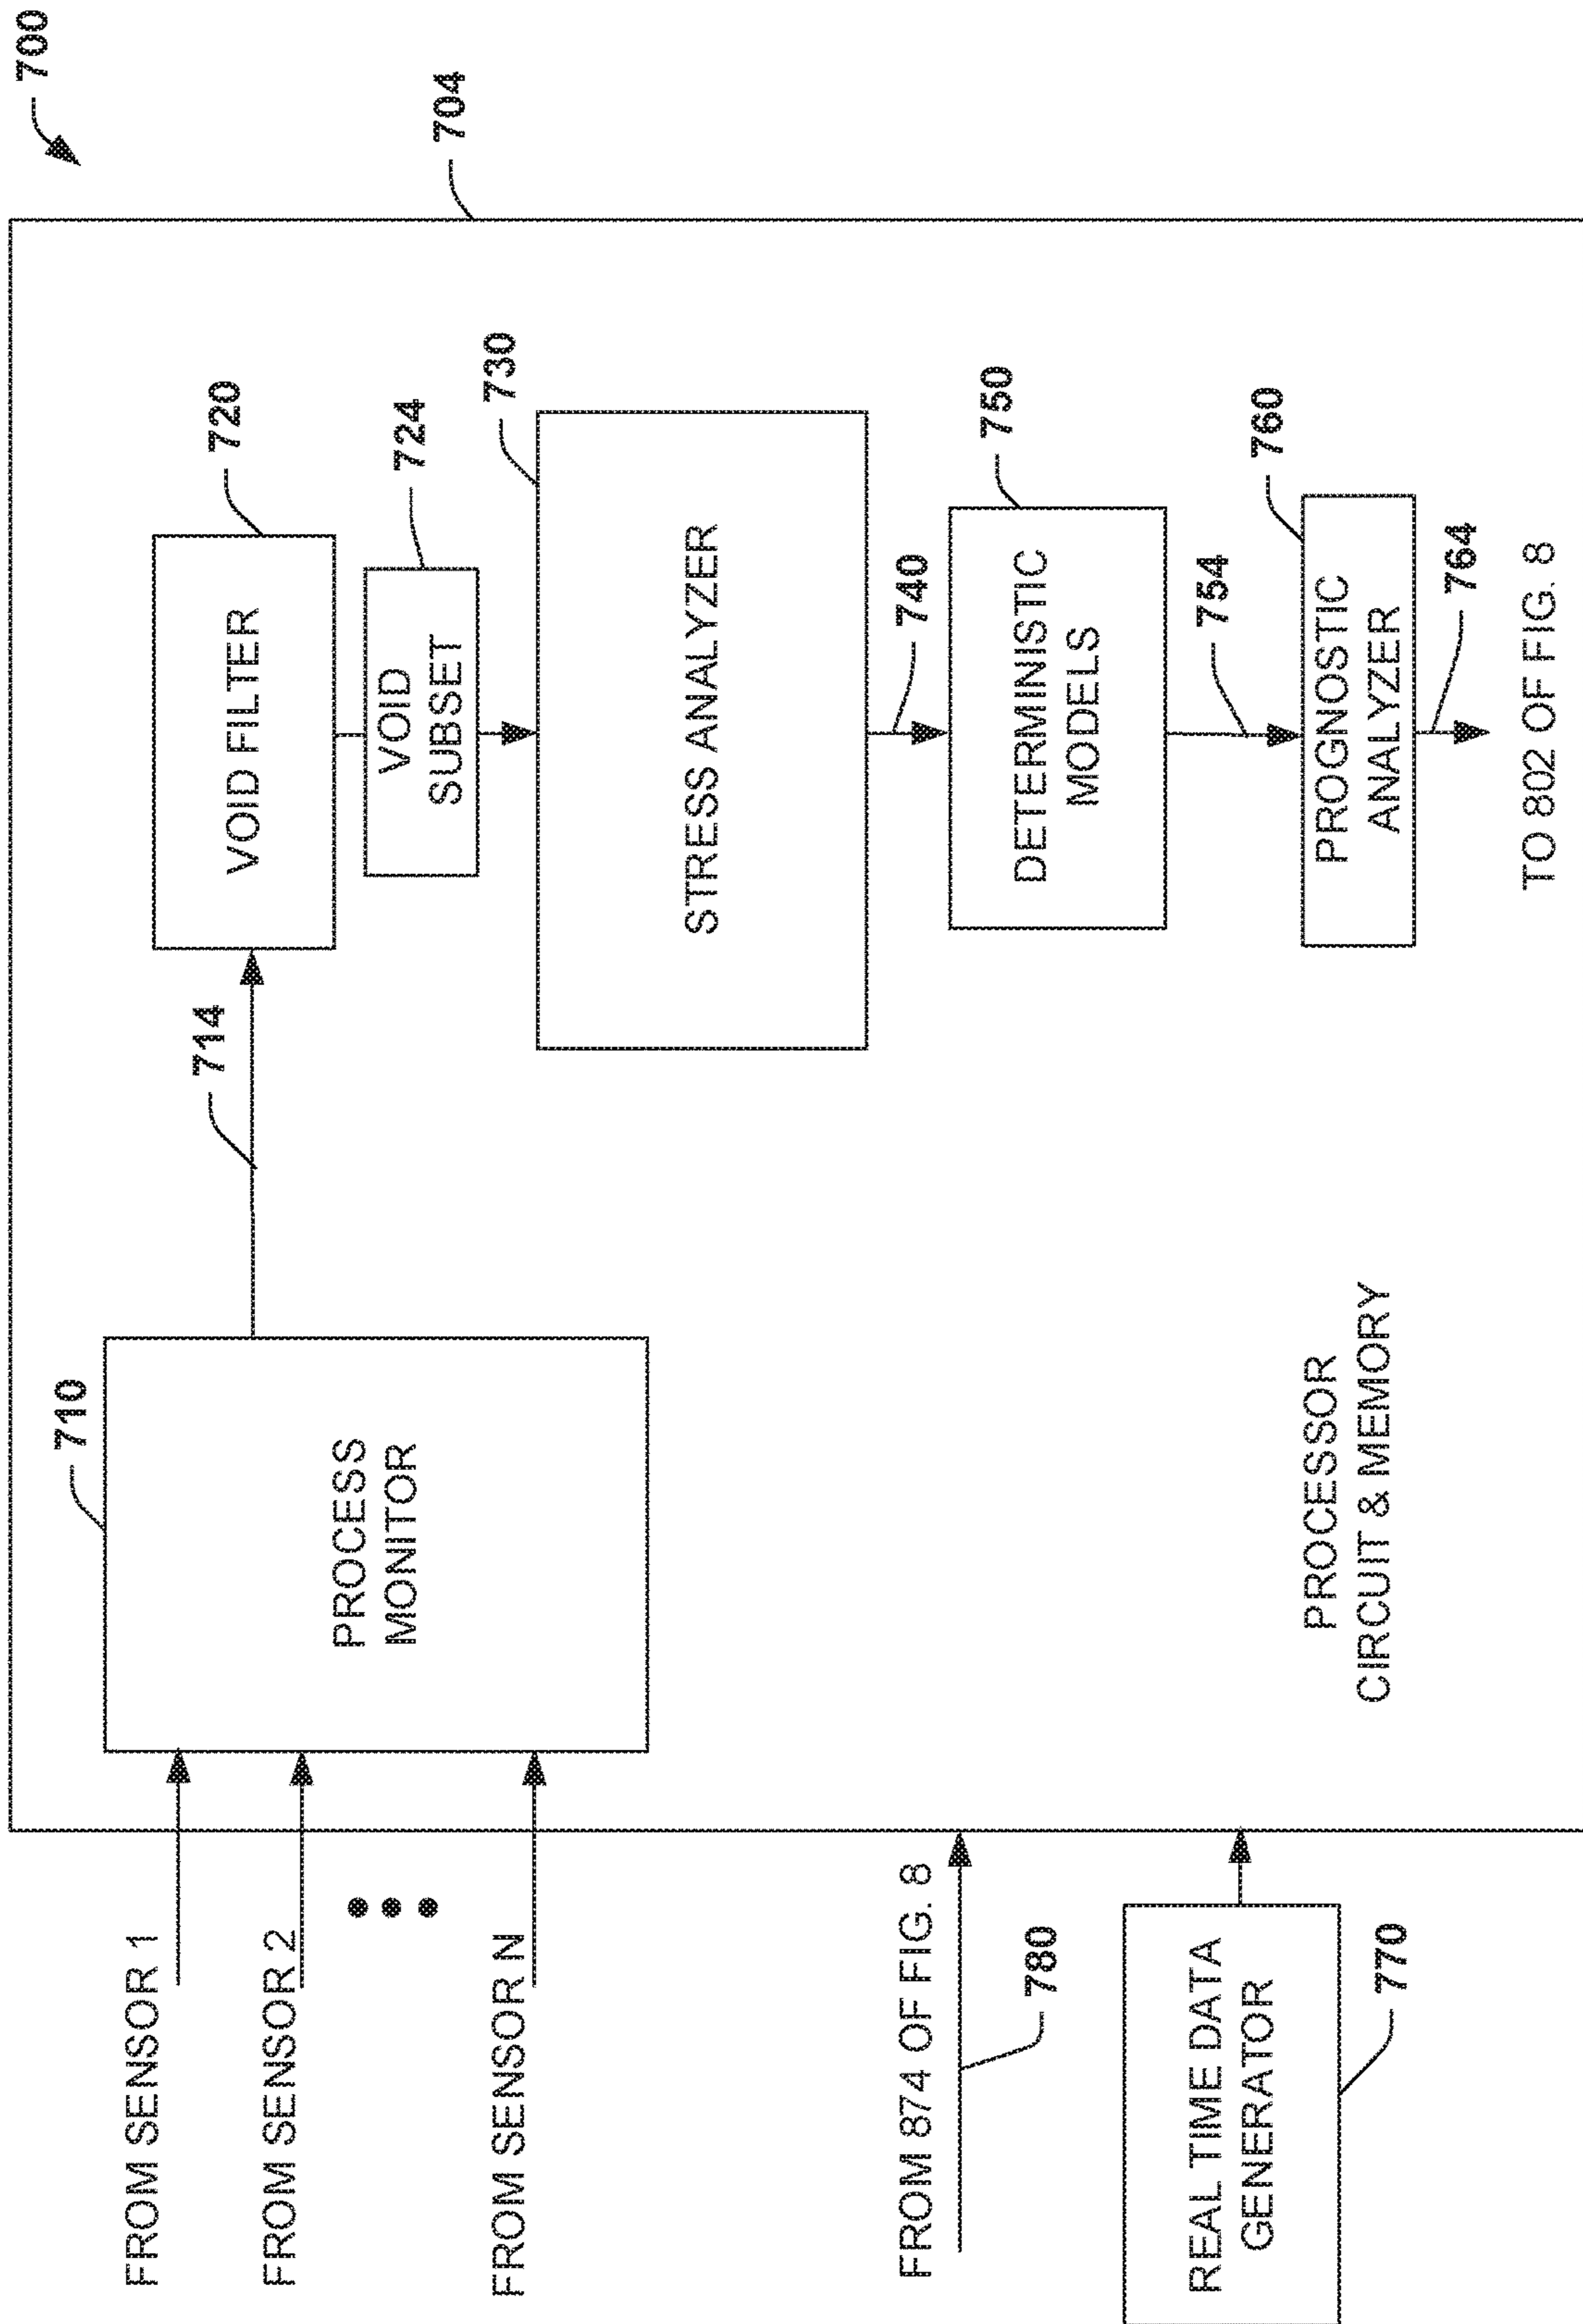 700
704
FROM SENSOR 1
FROM SENSOR 2
FROM SENSOR N
710
PROCESS
MONITOR
714
720
VOID FILTER
724
VOID
SUBSET
730
STRESS ANALYZER
740
750
DETERMINISTIC
MODELS
754
760
PROGNOSTIC
ANALYZER
764
TO 802 OF FIG. 8
FROM 874 OF FIG. 8
780
REAL TIME DATA
GENERATOR
770
PROCESSOR
CIRCUIT & MEMORY